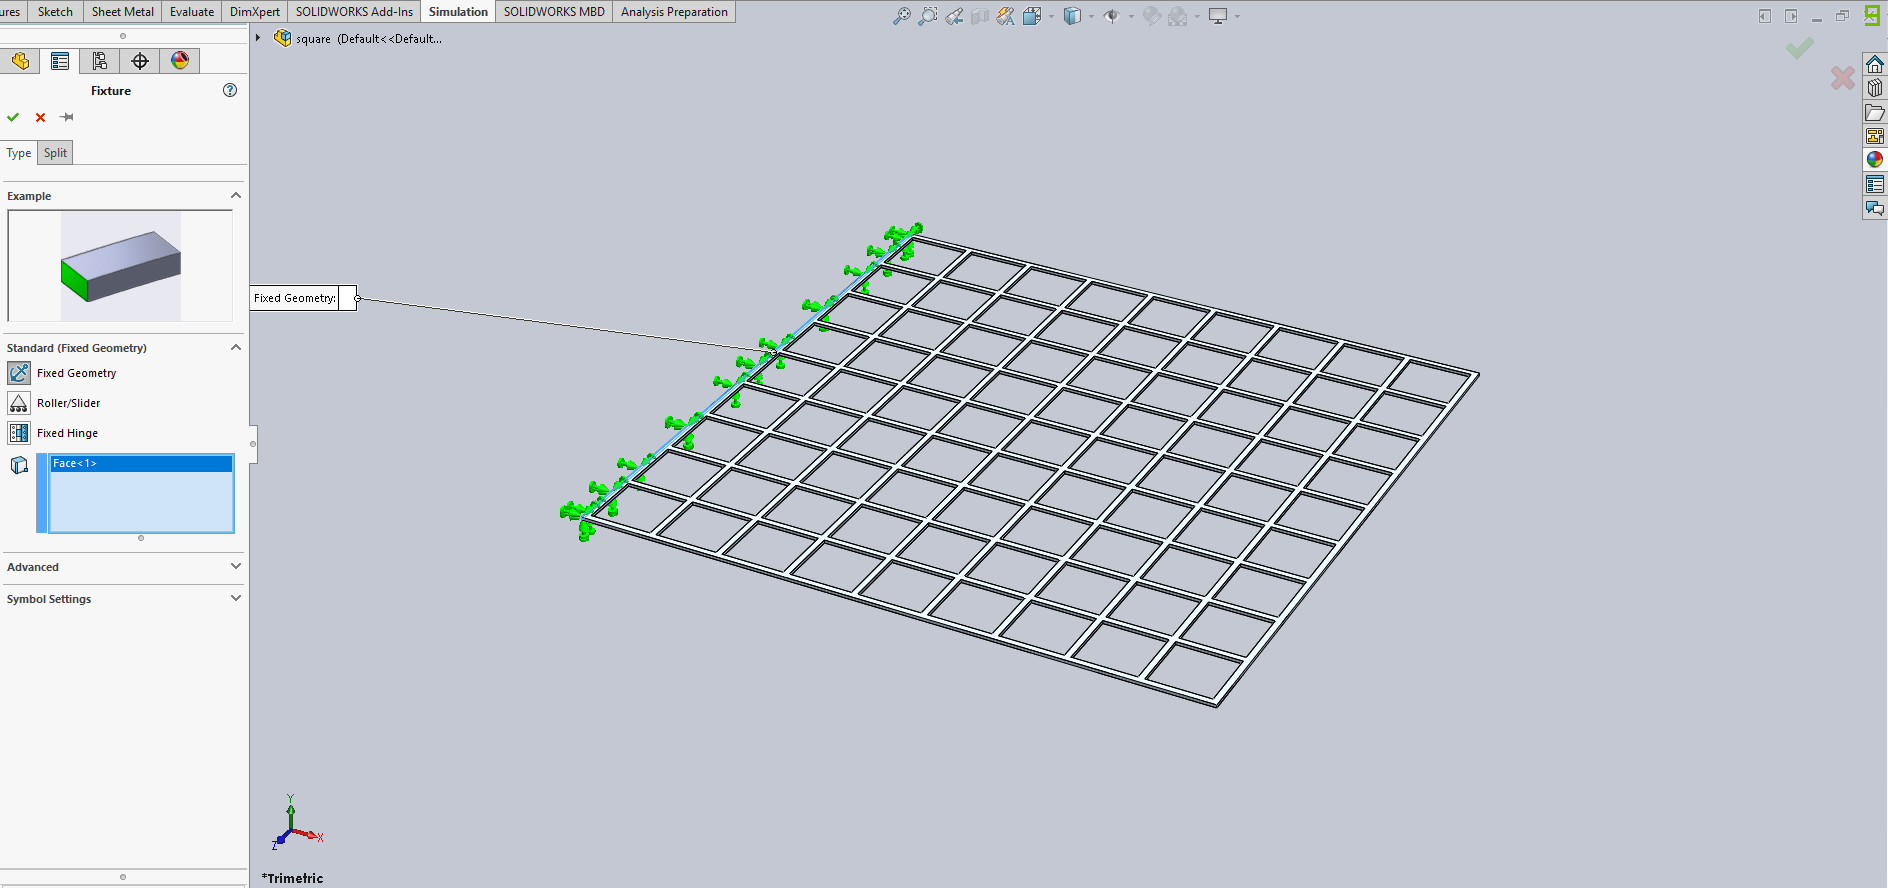 ures Sketch Sheet Metal Evaluate DimXpert SOLIDWORKS Add-Ins Simulation SOLIDWORKS MBD Analysis Preparation
square (Default<<Default...
Fixture
Type Split
Example
Fixed Geometry:
Standard (Fixed Geometry)
Fixed Geometry
Roller/Slider
Fixed Hinge
Face<1>
Advanced
Symbol Settings
Y
X
Z
*Trimetric